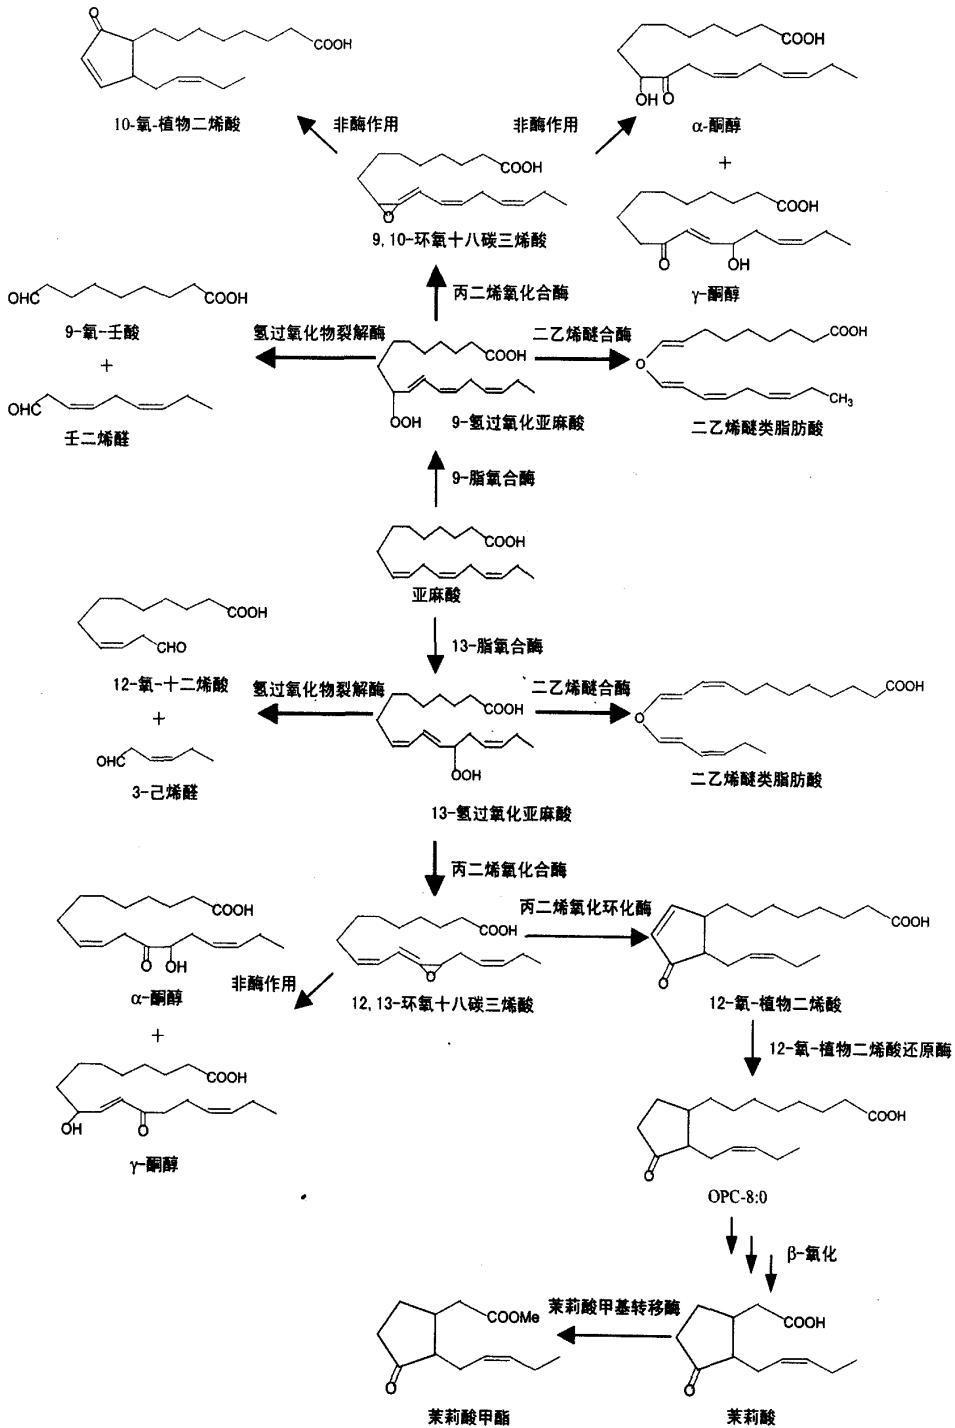 O
COOH
COOH
OH O
10-氧-植物二烯酸
非酶作用
非酶作用
α-酮醇
+
COOH
O
9,10-环氧十八碳三烯酸
COOH
O
OH
γ-酮醇
丙二烯氧化合酶
OHC
COOH
9-氧-壬酸
+
OHC
壬二烯醛
氢过氧化物裂解酶
COOH
OOH
9-氢过氧化亚麻酸
二乙烯醚合酶
COOH
O
CH3
二乙烯醚类脂肪酸
9-脂氧合酶
COOH
亚麻酸
13-脂氧合酶
COOH
CHO
12-氧-十二烯酸
+
OHC
3-己烯醛
氢过氧化物裂解酶
COOH
OOH
13-氢过氧化亚麻酸
二乙烯醚合酶
COOH
O
二乙烯醚类脂肪酸
丙二烯氧化合酶
COOH
O OH
α-酮醇
+
COOH
OH
O
γ-酮醇
非酶作用
COOH
O
12,13-环氧十八碳三烯酸
丙二烯氧化环化酶
COOH
O
12-氧-植物二烯酸
12-氧-植物二烯酸还原酶
COOH
O
OPC-8:0
β-氧化
COOMe
O
茉莉酸甲酯
茉莉酸甲基转移酶
COOH
O
茉莉酸